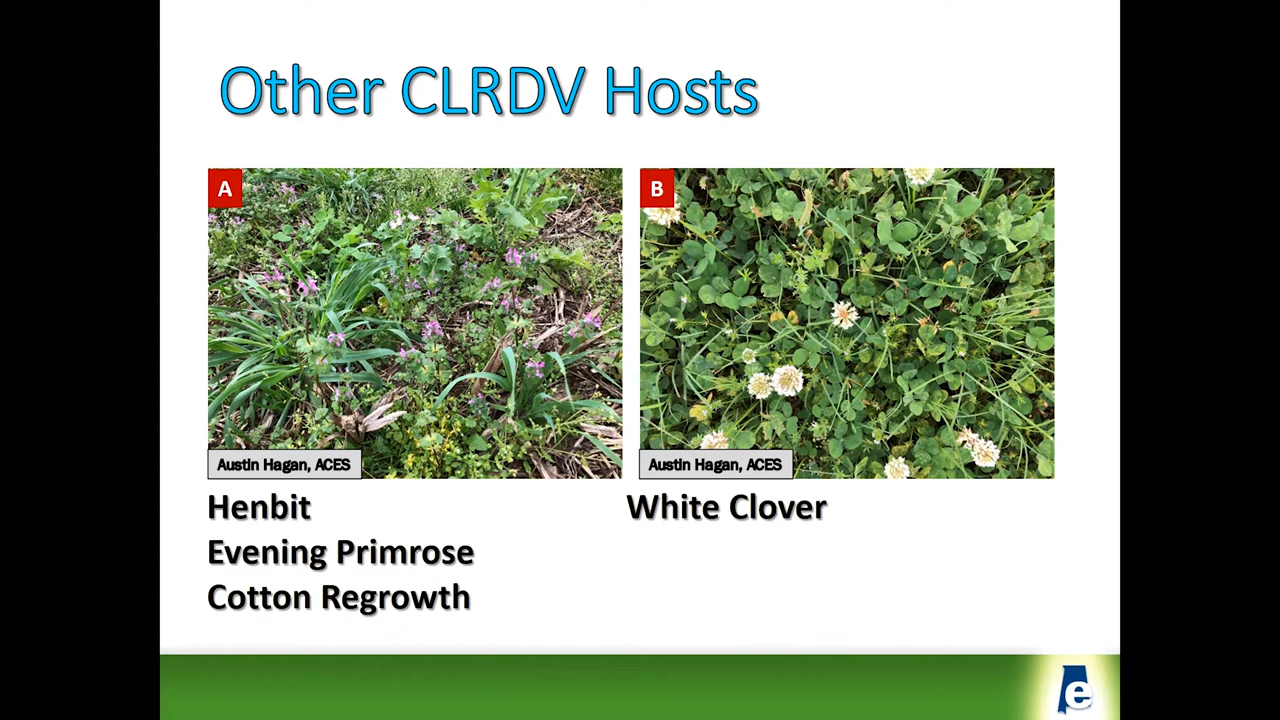 Other CLRDV Hosts
A
B
Austin Hagan, ACES
Austin Hagan, ACES
Henbit
White Clover
Evening Primrose
Cotton Regrowth
e